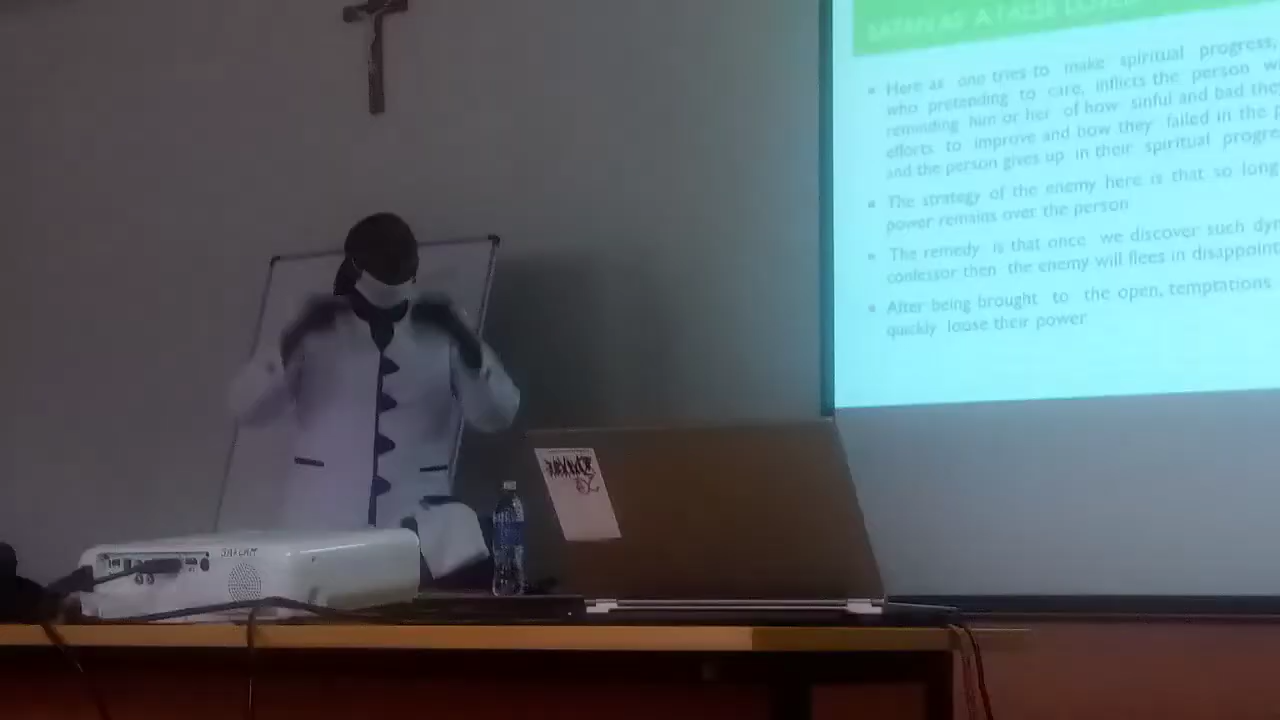 SATAN AS A FALSE LOVER
Here as one tries to make spiritual progress,
who pretending to care, inflicts the person
reminding him or her of how sinful and bad they
efforts to improve and how they failed in the
and the person gives up in their spiritual
The strategy of the enemy here is that so long
power remains over the person
The remedy is that once we discover such
confessor then the enemy will flees in
After being brought to the open, temptations
quickly loose their power